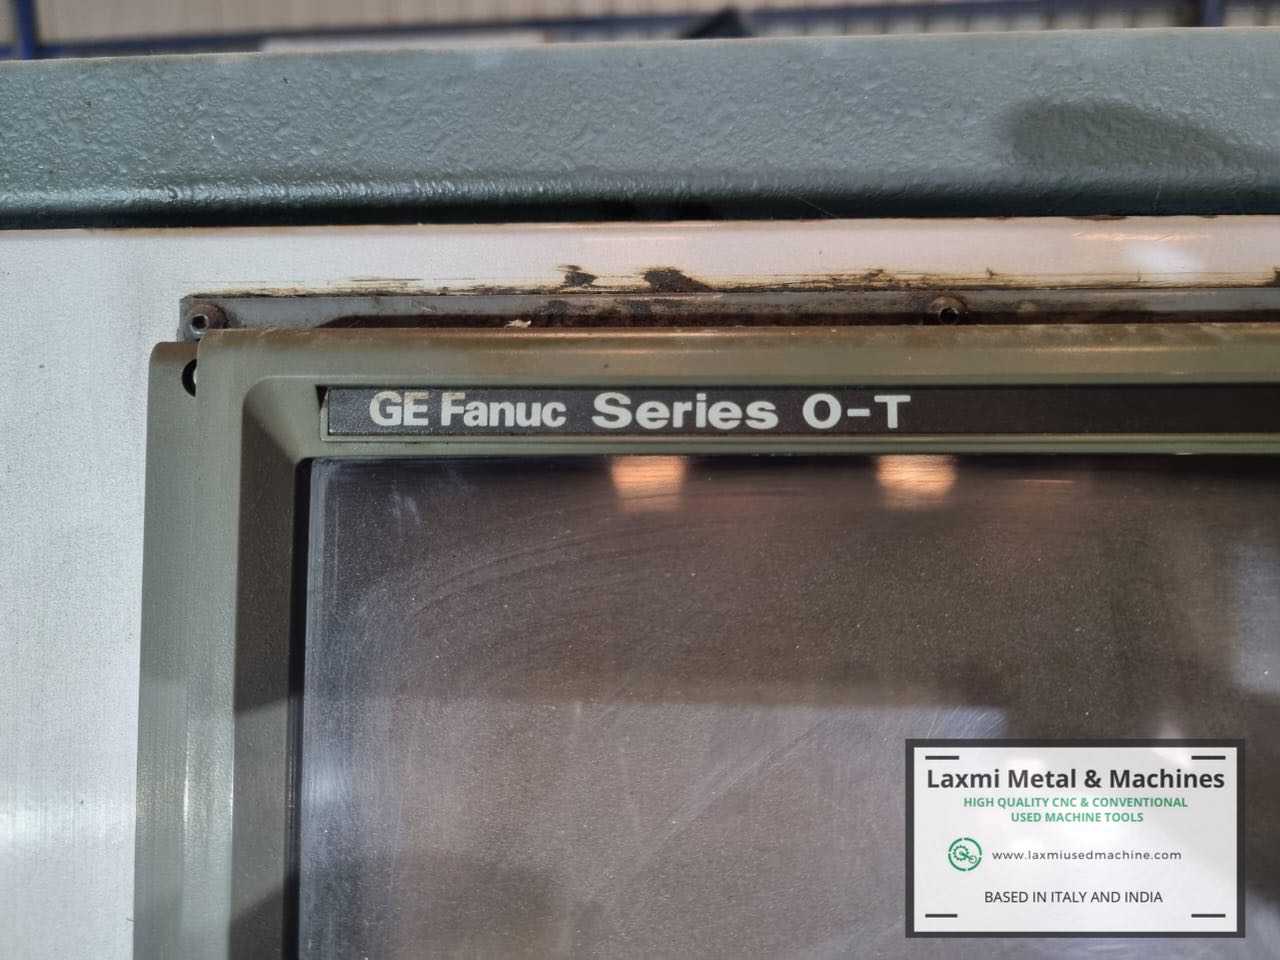 GE Fanuc Series O-T
Laxmi Metal & Machines
HIGH QUALITY CNC & CONVENTIONAL
USED MACHINE TOOLS
www.laxmiusedmachine.com
BASED IN ITALY AND INDIA